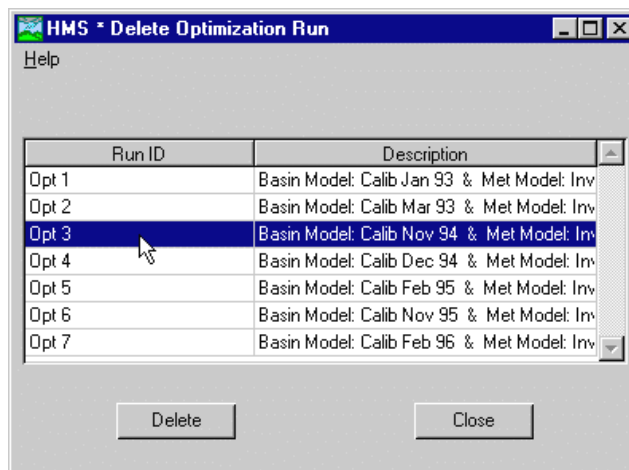 HMS * Delete Optimization Run
Help
Run ID Description
Opt 1 Basin Model: Calib Jan 93 & Met Model: Inv
Opt 2 Basin Model: Calib Mar 93 & Met Model: Inv
Opt 3 Basin Model: Calib Nov 94 & Met Model: Inv
Opt 4 Basin Model: Calib Dec 94 & Met Model: Inv
Opt 5 Basin Model: Calib Feb 95 & Met Model: Inv
Opt 6 Basin Model: Calib Nov 95 & Met Model: Inv
Opt 7 Basin Model: Calib Feb 96 & Met Model: Inv
Delete Close